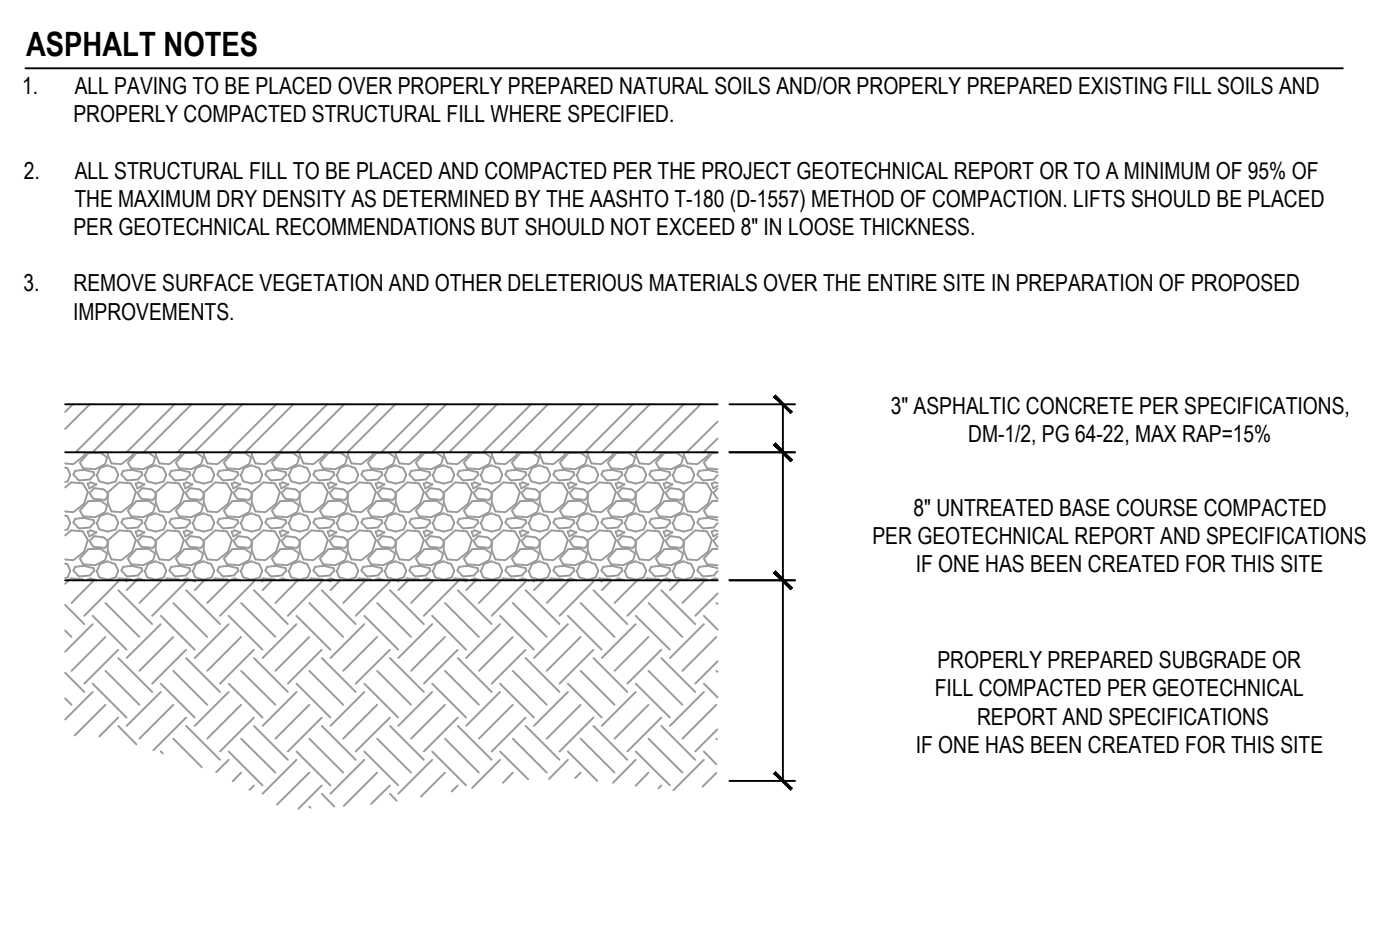 ASPHALT NOTES
1. ALL PAVING TO BE PLACED OVER PROPERLY PREPARED NATURAL SOILS AND/OR PROPERLY PREPARED EXISTING FILL SOILS AND
PROPERLY COMPACTED STRUCTURAL FILL WHERE SPECIFIED.
2. ALL STRUCTURAL FILL TO BE PLACED AND COMPACTED PER THE PROJECT GEOTECHNICAL REPORT OR TO A MINIMUM OF 95% OF
THE MAXIMUM DRY DENSITY AS DETERMINED BY THE AASHTO T-180 (D-1557) METHOD OF COMPACTION. LIFTS SHOULD BE PLACED
PER GEOTECHNICAL RECOMMENDATIONS BUT SHOULD NOT EXCEED 8" IN LOOSE THICKNESS.
3. REMOVE SURFACE VEGETATION AND OTHER DELETERIOUS MATERIALS OVER THE ENTIRE SITE IN PREPARATION OF PROPOSED
IMPROVEMENTS.
3" ASPHALTIC CONCRETE PER SPECIFICATIONS,
DM-1/2, PG 64-22, MAX RAP=15%
8" UNTREATED BASE COURSE COMPACTED
PER GEOTECHNICAL REPORT AND SPECIFICATIONS
IF ONE HAS BEEN CREATED FOR THIS SITE
PROPERLY PREPARED SUBGRADE OR
FILL COMPACTED PER GEOTECHNICAL
REPORT AND SPECIFICATIONS
IF ONE HAS BEEN CREATED FOR THIS SITE